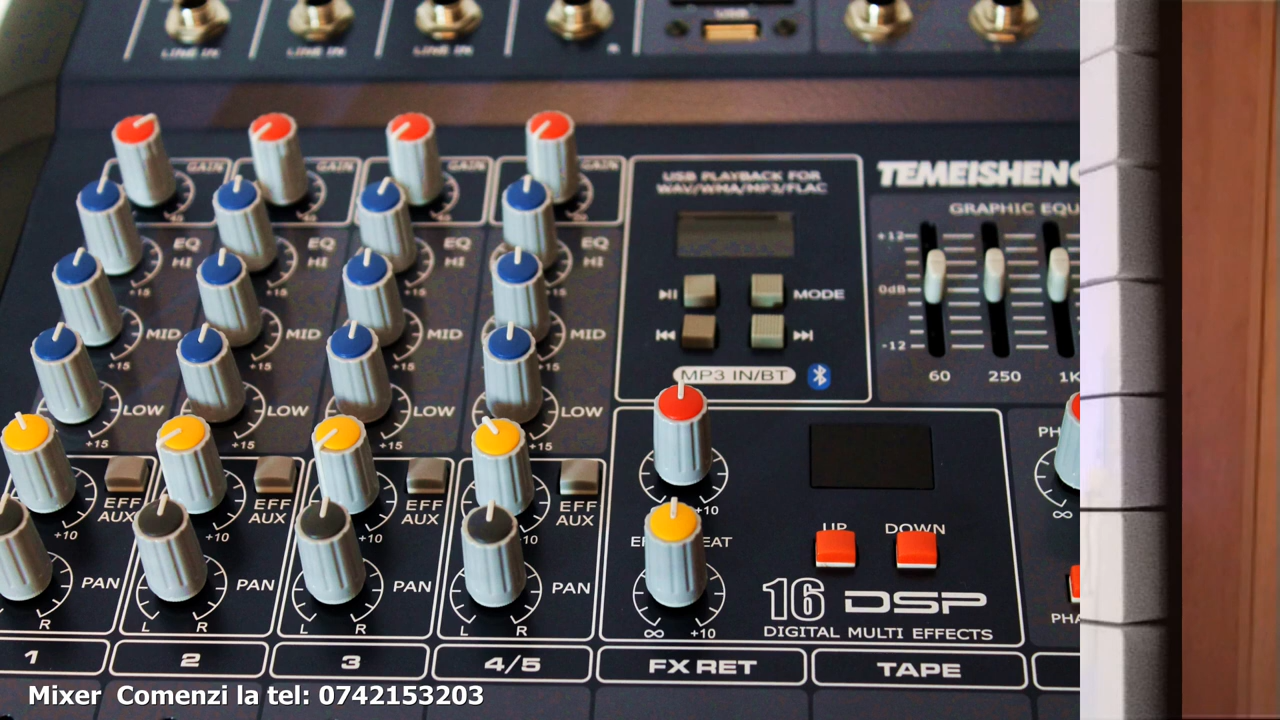 LINE IN LINE IN LINE IN USB R
GAIN GAIN GAIN GAIN
USB PLAYBACK FOR
WAV/WMA/MP3/FLAC
TEMEISHENG
GRAPHIC EQU
EQ HI EQ HI EQ HI EQ HI
+12
0dB
-12
60 250 1K
+15 +15 +15 +15
MODE
MID MID MID MID
MP3 IN/BT
LOW LOW LOW LOW
+15 +15 +15 +15
EFF AUX EFF AUX EFF AUX EFF AUX
+10 +10 +10 +10 +10
UP DOWN
PAN PAN PAN PAN
R L R L R L R
∞ +10
16 DSP
DIGITAL MULTI EFFECTS
PH
∞
PHA
1 2 3 4/5 FX RET TAPE
Mixer Comenzi la tel: 0742153203